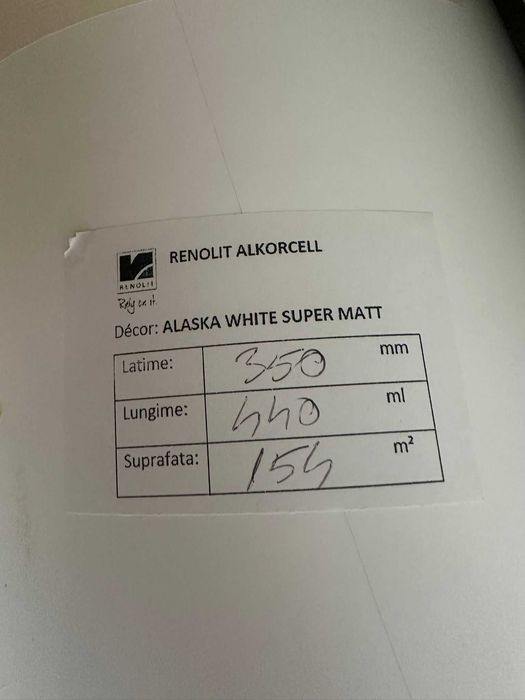 RENOLIT ALKORCELL
RENOLIT
Rely on it.
Décor: ALASKA WHITE SUPER MATT
Latime: 350 mm
Lungime: 440 ml
Suprafata: 154 m²